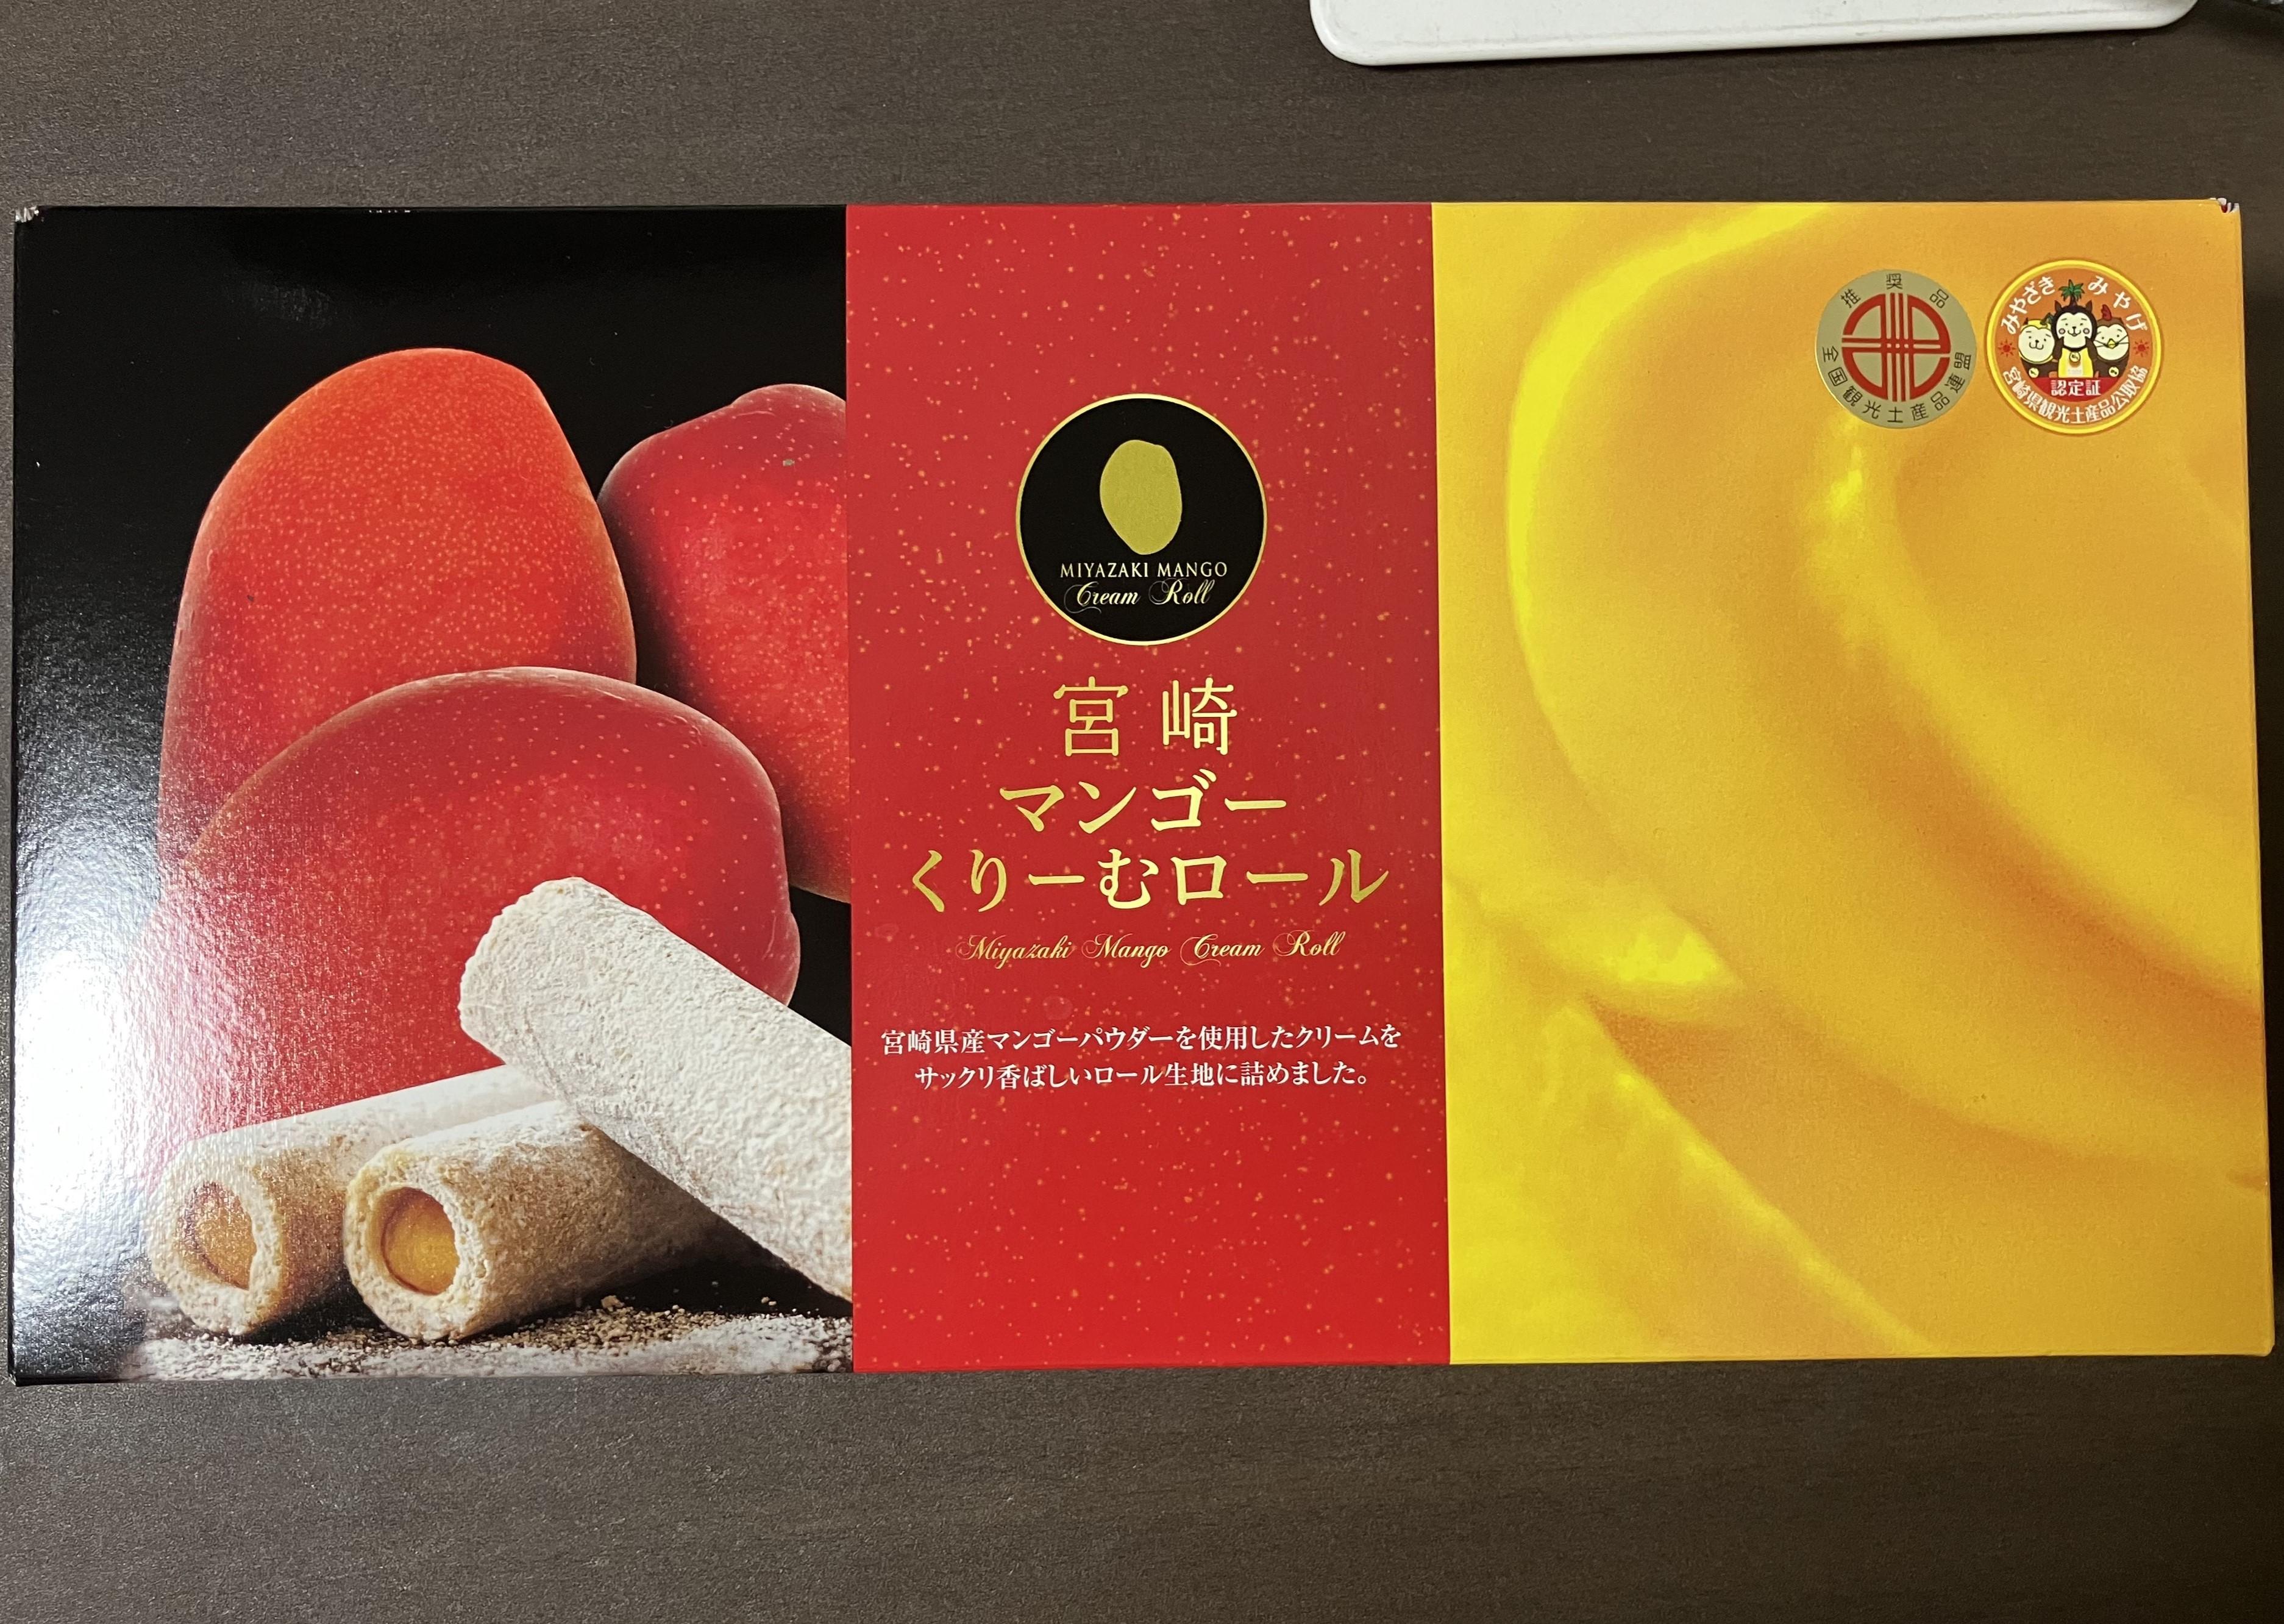 MIYAZAKI MANGO
Cream Roll
宮崎
マンゴー
くりーむロール
Miyazaki Mango Cream Roll
宮崎県産マンゴーパウダーを使用したクリームを
サックリ香ばしいロール生地に詰めました。
推奨品
全国観光土産品連盟
みやざきみやげ
認定証
宮崎県観光土産品公取協